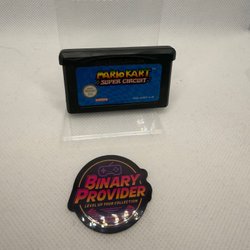 MARIO KART
SUPER CIRCUIT
BINARY
PROVIDER
LEVEL UP YOUR COLLECTION